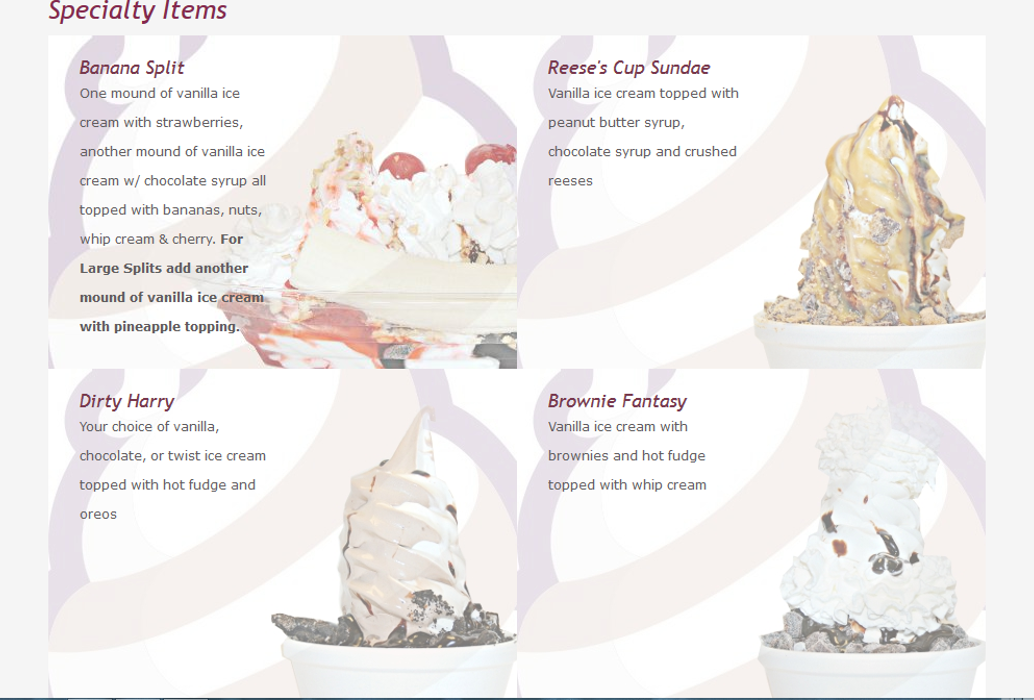 Specialty Items
Banana Split
One mound of vanilla ice
cream with strawberries,
another mound of vanilla ice
cream w/ chocolate syrup all
topped with bananas, nuts,
whip cream & cherry. For
Large Splits add another
mound of vanilla ice cream
with pineapple topping.
Reese's Cup Sundae
Vanilla ice cream topped with
peanut butter syrup,
chocolate syrup and crushed
reeses
Dirty Harry
Your choice of vanilla,
chocolate, or twist ice cream
topped with hot fudge and
oreos
Brownie Fantasy
Vanilla ice cream with
brownies and hot fudge
topped with whip cream